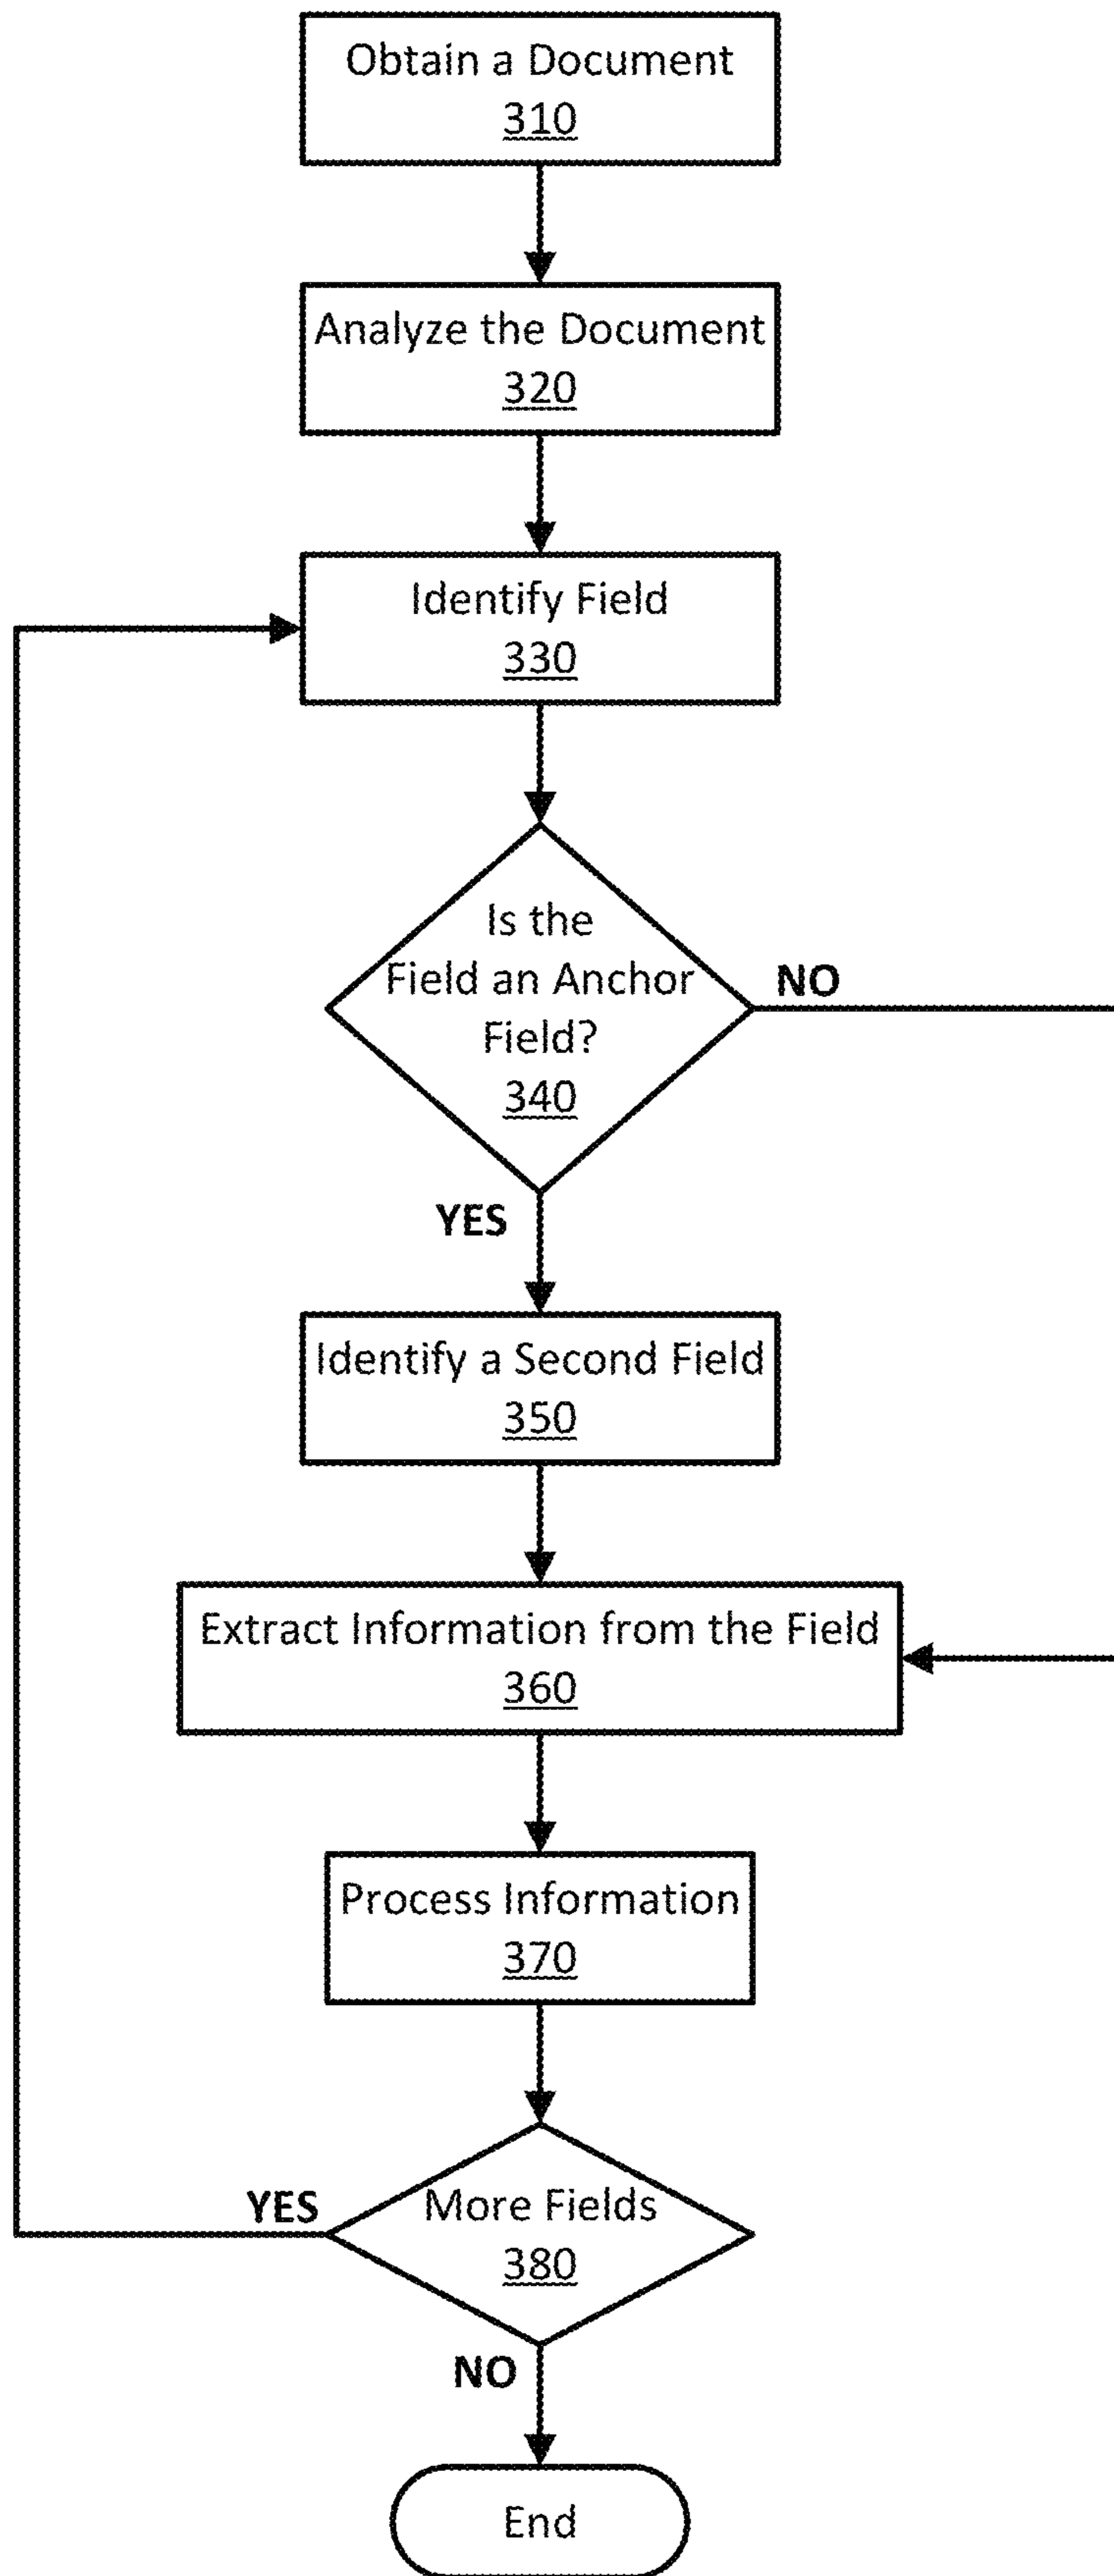 Obtain a Document
310
Analyze the Document
320
Identify Field
330
Is the
Field an Anchor
Field?
340
NO
YES
Identify a Second Field
350
Extract Information from the Field
360
Process Information
370
More Fields
380
YES
NO
End